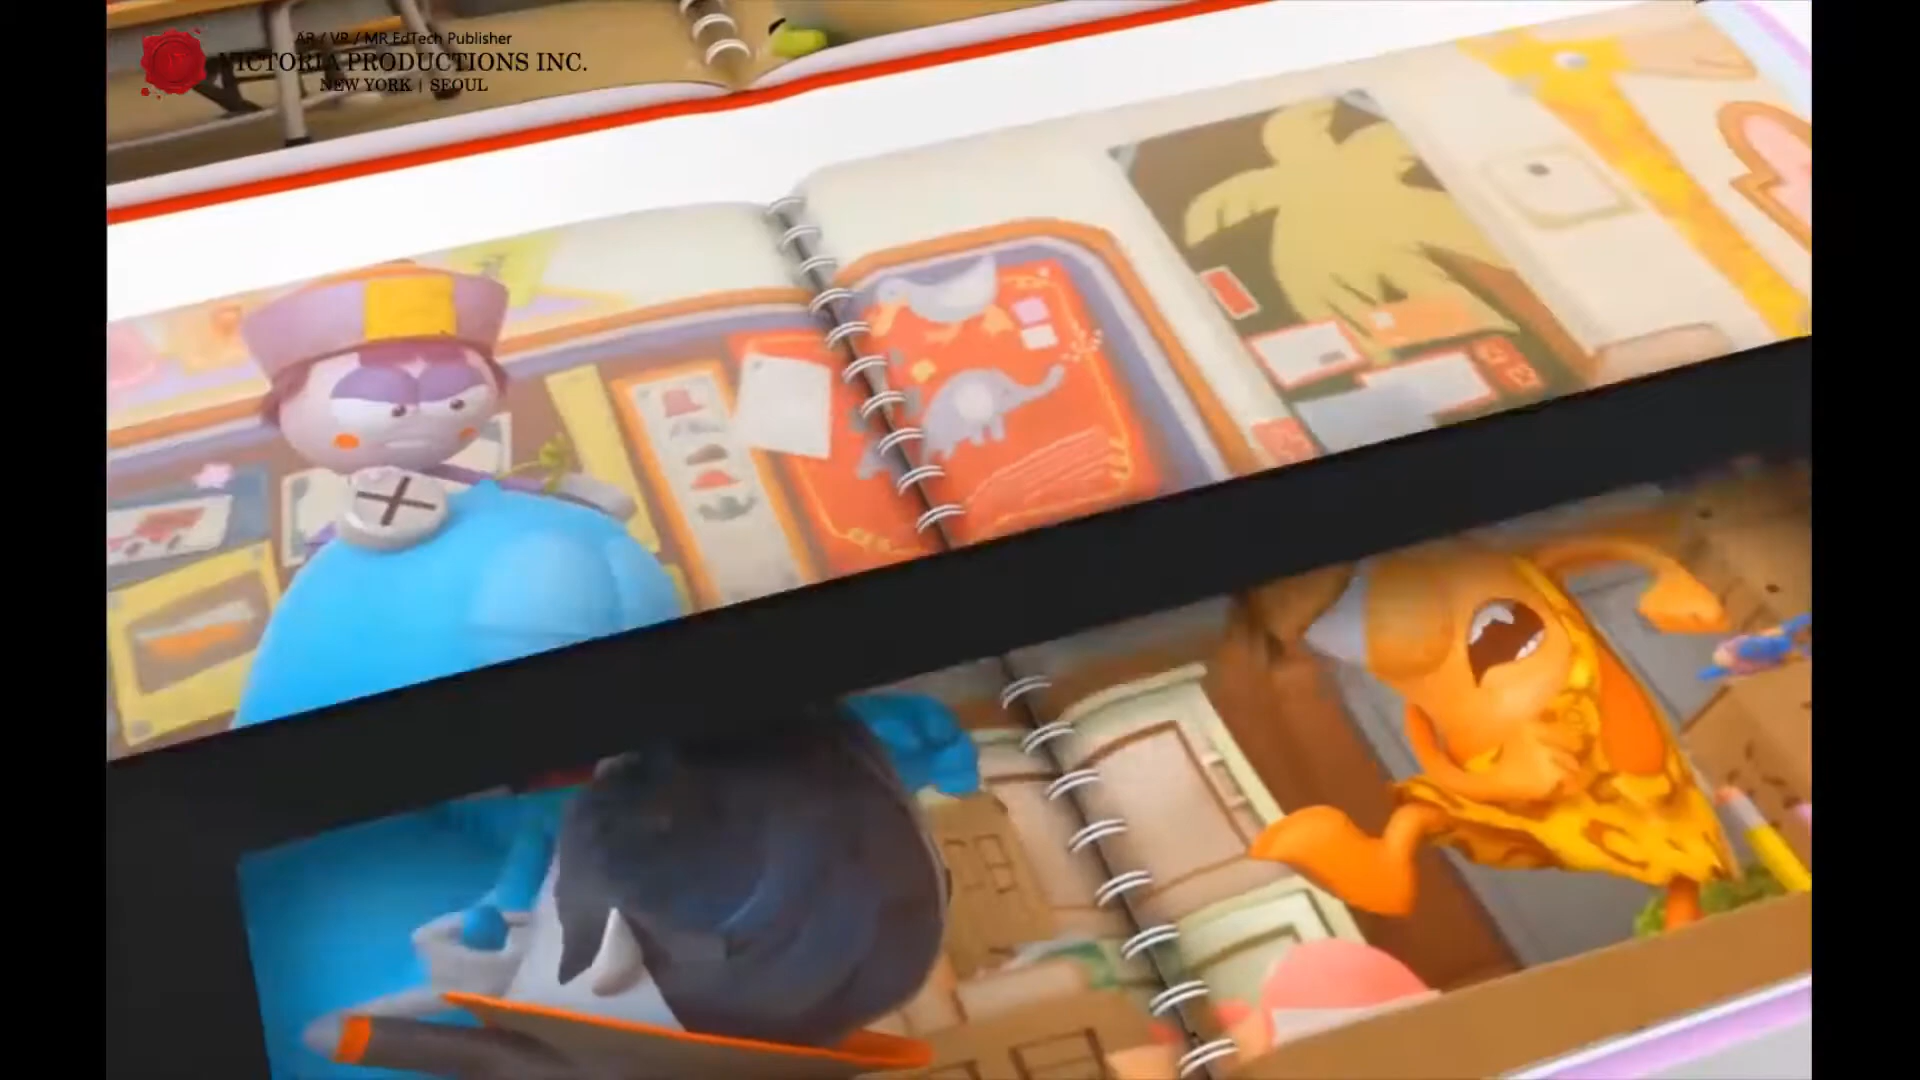 AR / VR / MR EdTech Publisher
VICTORIA PRODUCTIONS INC.
NEW YORK | SEOUL